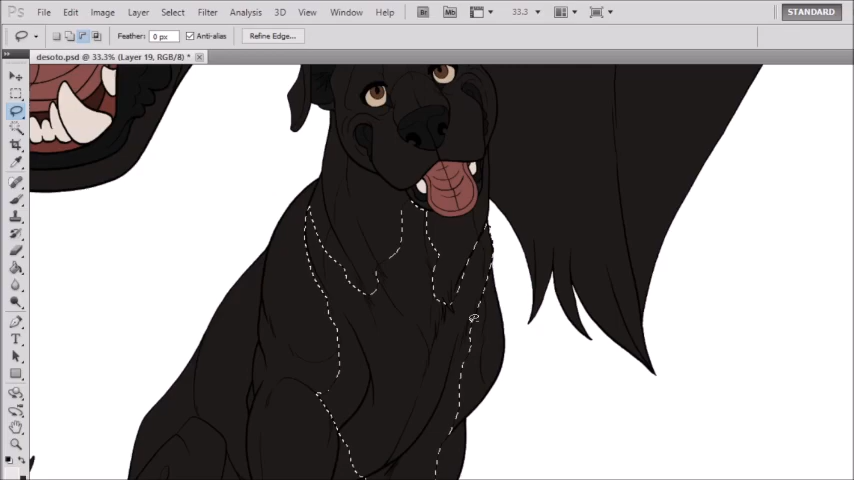 Ps File Edit Image Layer Select Filter Analysis 3D View Window Help Br Mb 33.3 STANDARD
Feather: 0 px Anti-alias Refine Edge...
desoto.psd @ 33.3% (Layer 19, RGB/8) *
T